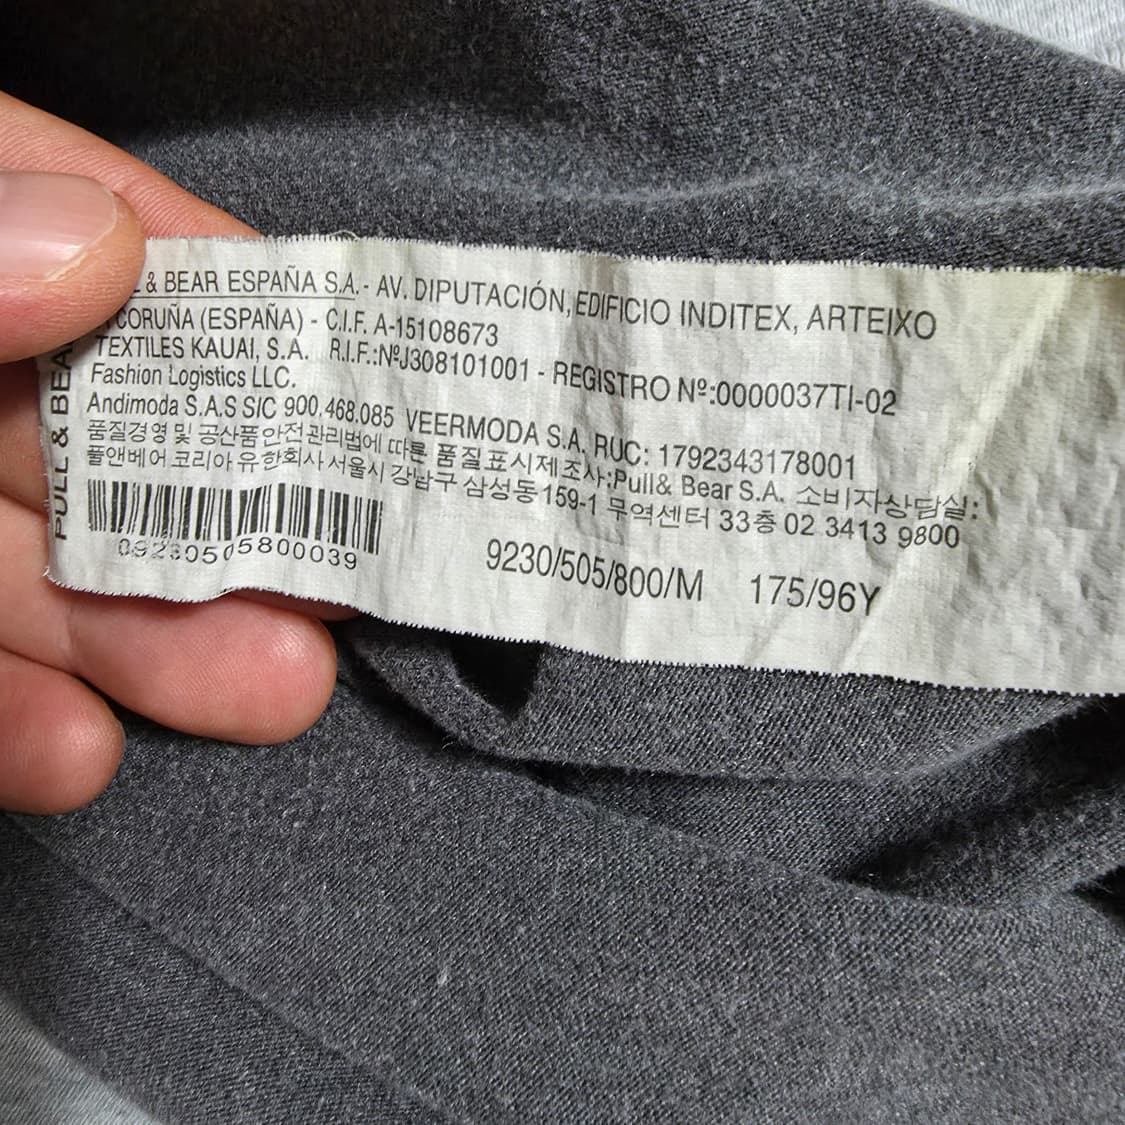 & BEAR ESPAÑA S.A.- AV. DIPUTACIÓN, EDIFICIO INDITEX, ARTEIXO
CORUÑA (ESPAÑA) - C.I.F. A-15108673
TEXTILES KAUAI, S.A. R.I.F.:NºJ308101001 - REGISTRO Nº:0000037TI-02
Fashion Logistics LLC.
Andimoda S.A.S SIC 900.468.085 VEERMODA S.A. RUC: 1792343178001
품질경영 및 공산품안전관리법에 따른 품질표시제조사:Pull& Bear S.A. 소비자상담실:
풀앤베어 코리아 유한회사 서울시 강남구 삼성동 159-1 무역센터 33층 02 3413 9800
09230505800039
9230/505/800/M 175/96Y
PULL & BEA